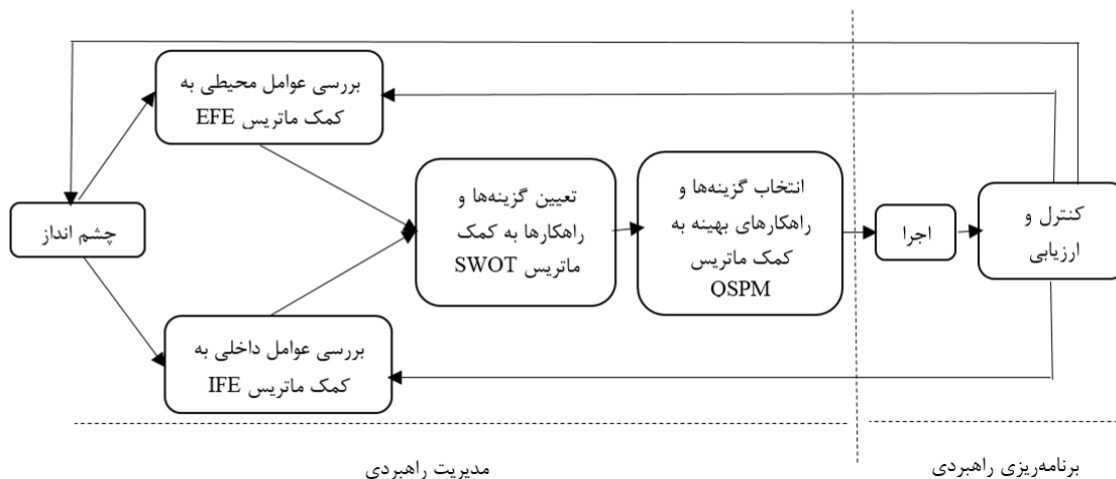 چشم انداز
بررسی عوامل محیطی به
کمک ماتریس EFE
بررسی عوامل داخلی به
کمک ماتریس IFE
تعیین گزینه‌ها و
راهکارها به کمک
ماتریس SWOT
انتخاب گزینه‌ها و
راهکارهای بهینه به
کمک ماتریس
QSPM
اجرا
کنترل و
ارزیابی
مدیریت راهبردی
برنامه‌ریزی راهبردی